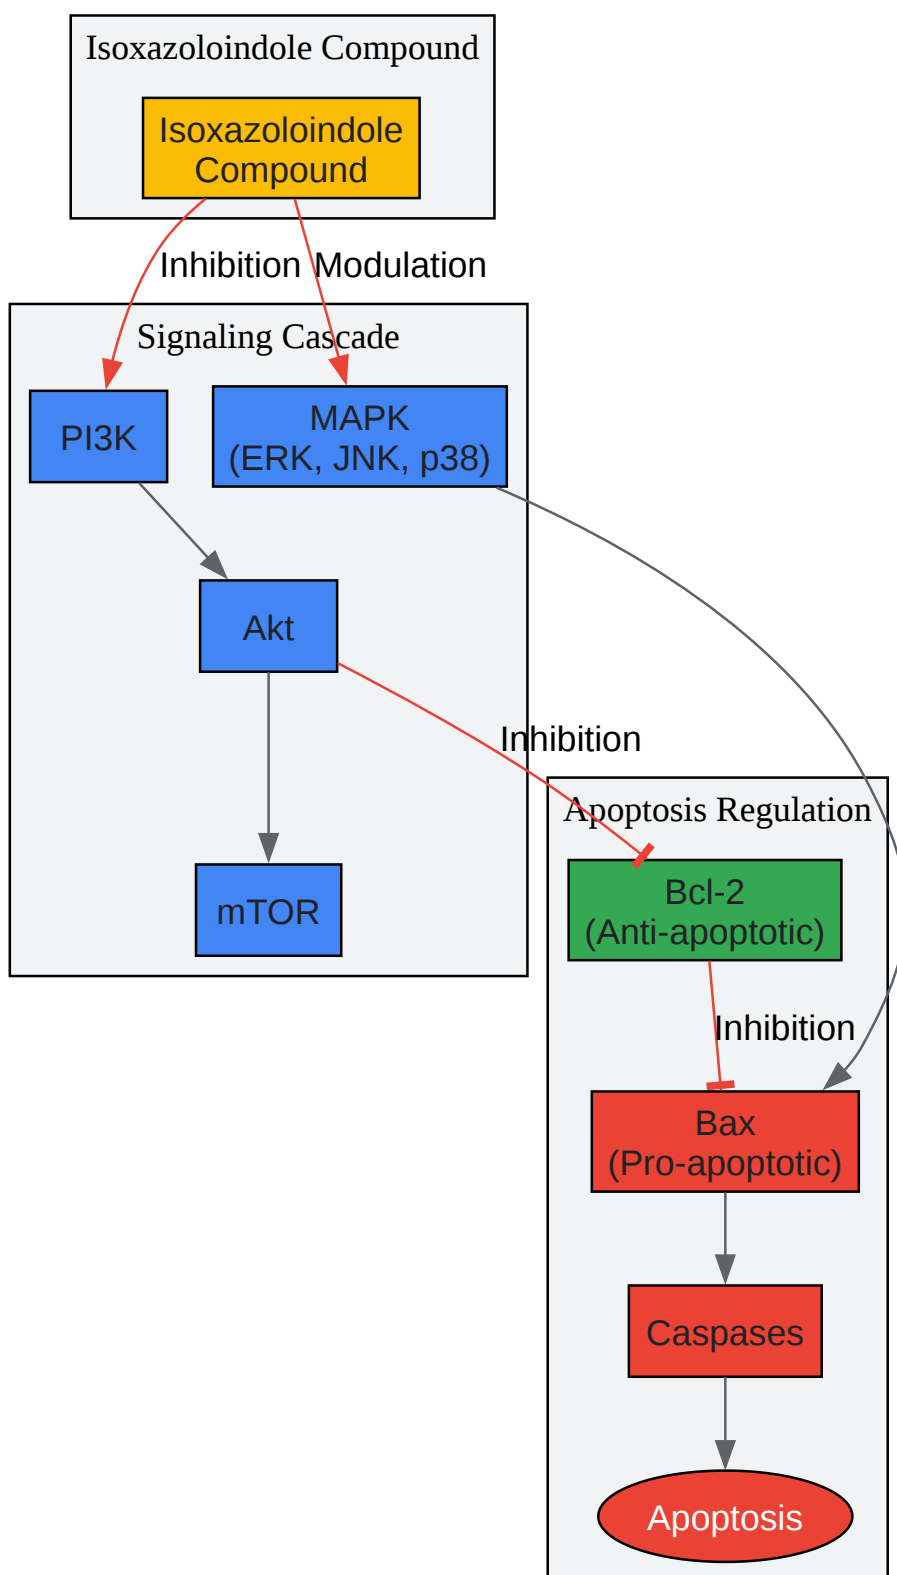 Isoxazoloindole Compound
Isoxazoloindole
Compound
Inhibition
Modulation
Signaling Cascade
PI3K
MAPK
(ERK, JNK, p38)
Akt
Inhibition
mTOR
Apoptosis Regulation
Bcl-2
(Anti-apoptotic)
Inhibition
Bax
(Pro-apoptotic)
Caspases
Apoptosis